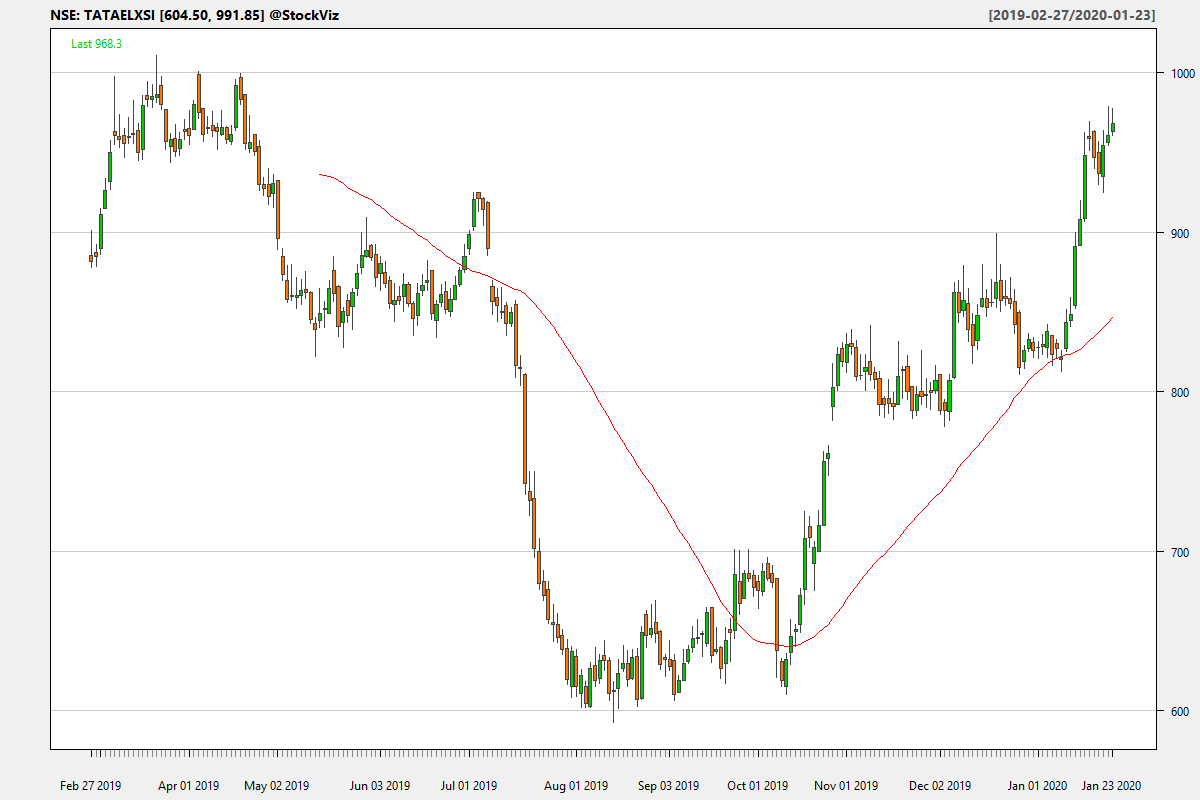 NSE: TATAELXSI [604.50, 991.85] @StockViz [2019-02-27/2020-01-23]
Last 968.3
1000
900
800
700
600
Feb 27 2019 Apr 01 2019 May 02 2019 Jun 03 2019 Jul 01 2019 Aug 01 2019 Sep 03 2019 Oct 01 2019 Nov 01 2019 Dec 02 2019 Jan 01 2020 Jan 23 2020